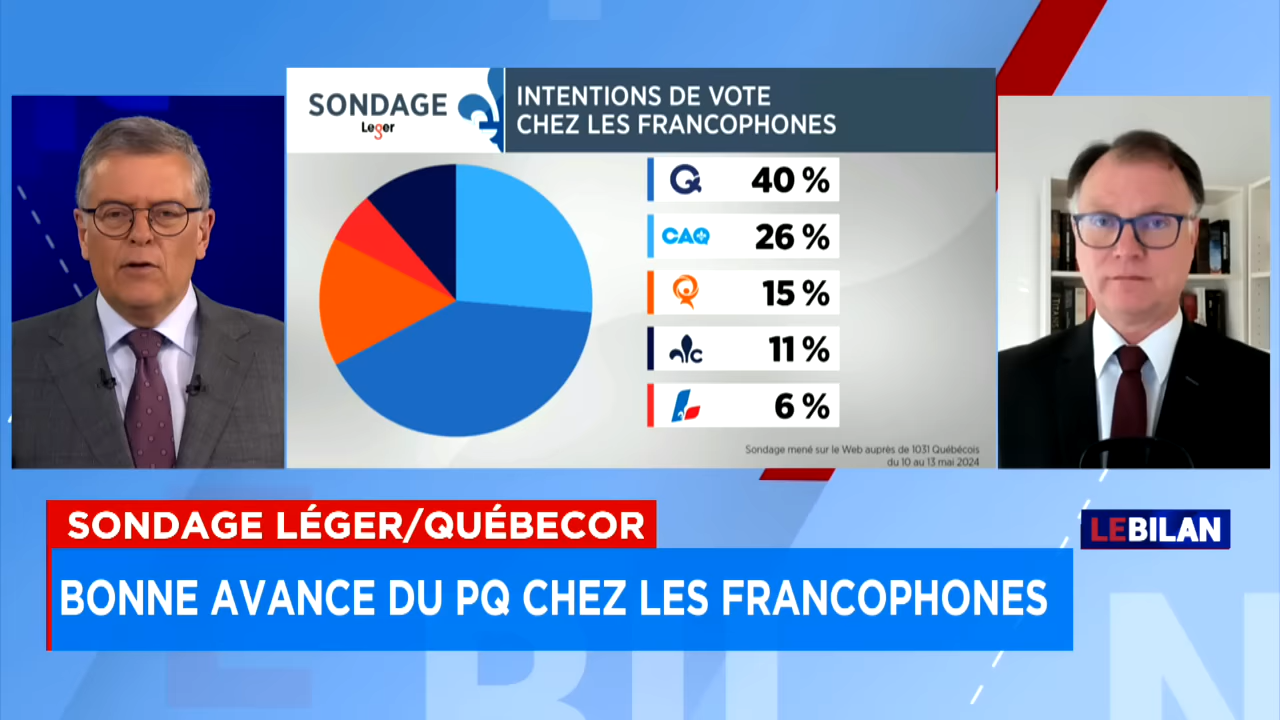 SONDAGE
Leger
INTENTIONS DE VOTE
CHEZ LES FRANCOPHONES
40 %
CAQ 26 %
15 %
C 11 %
6 %
Sondage mené sur le Web auprès de 1031 Québécois
du 10 au 13 mai 2024
SONDAGE LÉGER/QUÉBECOR
LEBILAN
BONNE AVANCE DU PQ CHEZ LES FRANCOPHONES